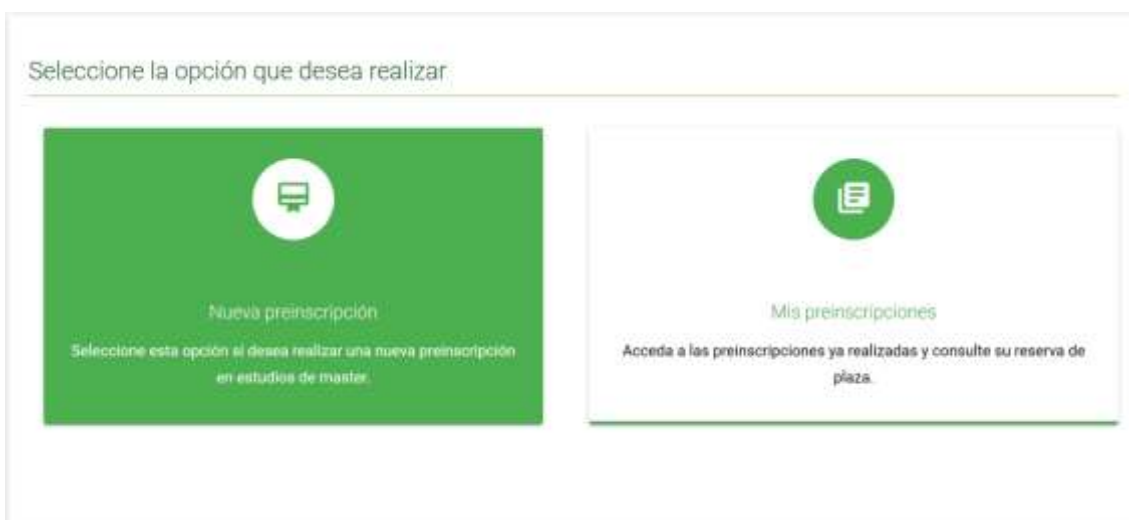 Seleccione la opción que desea realizar
Nueva preinscripción
Seleccione esta opción si desea realizar una nueva preinscripción
en estudios de master.
Mis preinscripciones
Acceda a las preinscripciones ya realizadas y consulte su reserva de
plaza.